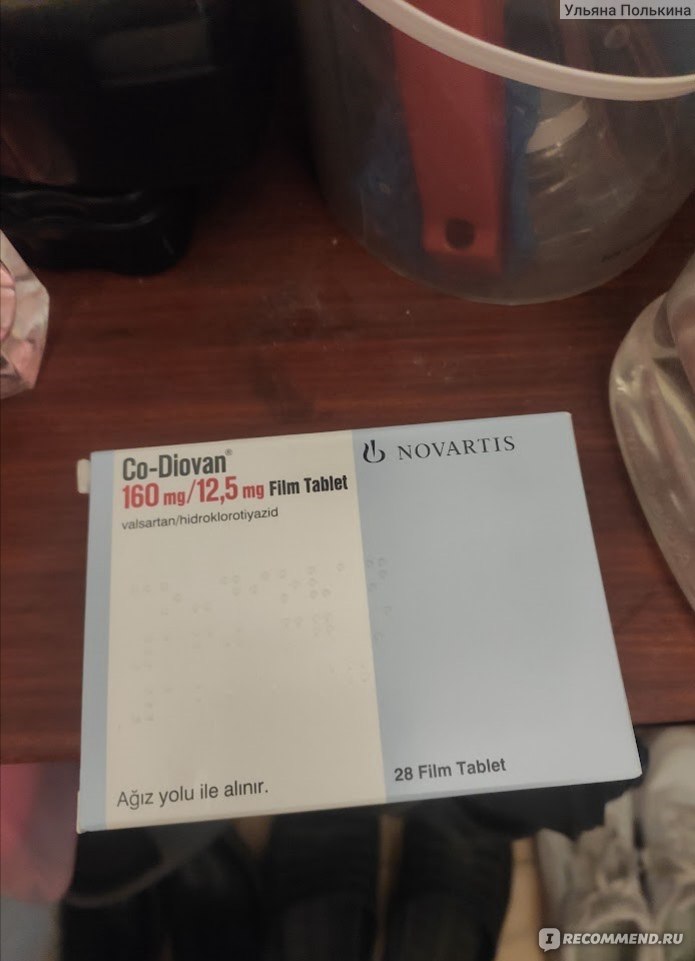 Ульяна Полькина
Co-Diovan®
160 mg/12,5 mg Film Tablet
valsartan/hidroklorotiyazid
NOVARTIS
28 Film Tablet
Ağız yolu ile alınır.
IRECOMMEND.RU